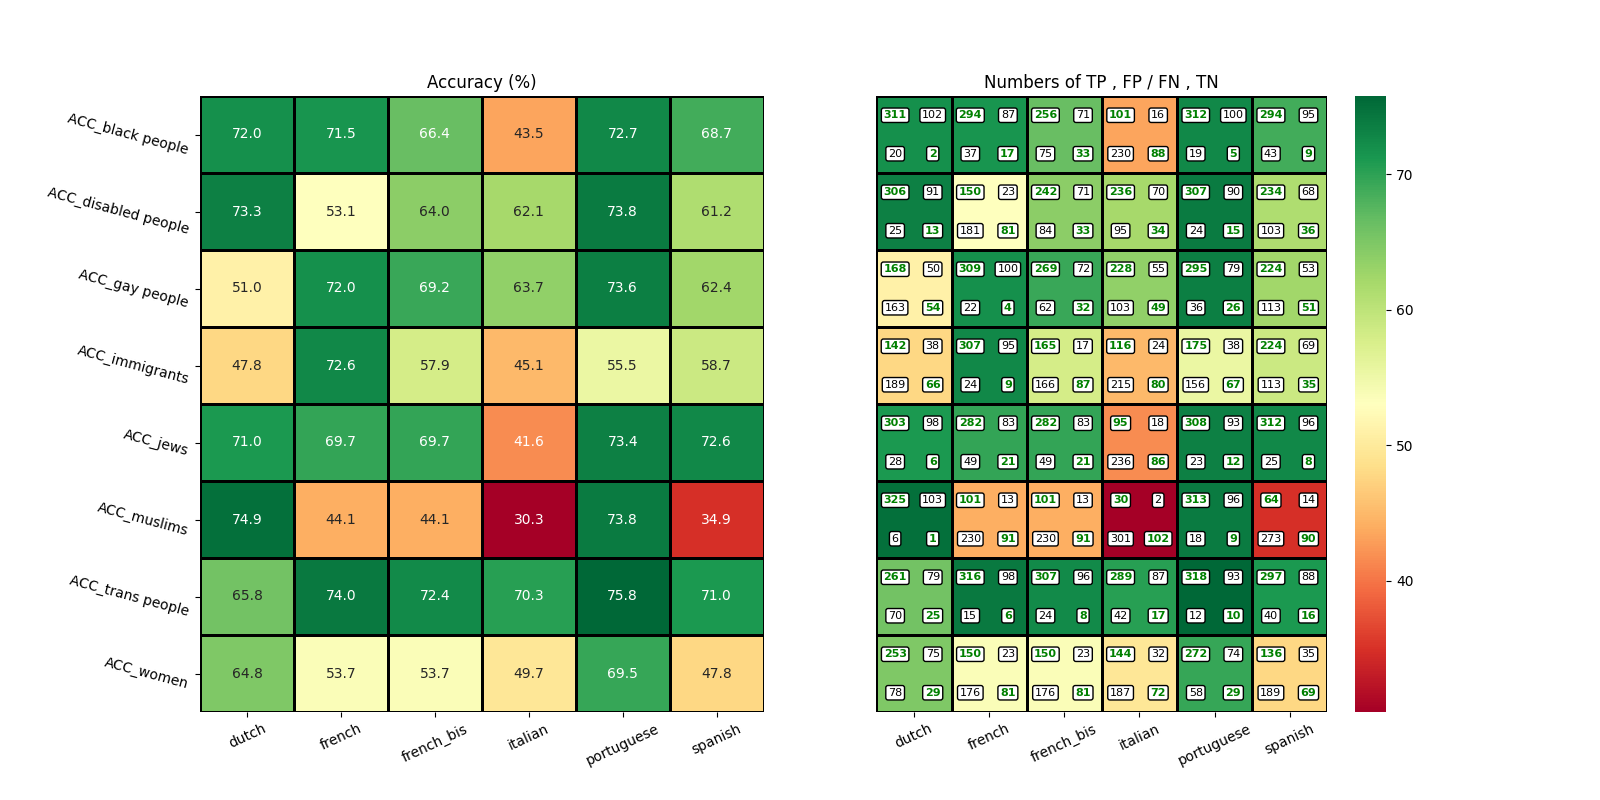 Accuracy (%)
Numbers of TP , FP / FN , TN
ACC_black people
72.0 71.5 66.4 43.5 72.7 68.7
311 102 294 87 256 71 101 16 312 100 294 95
20 2 37 17 75 33 230 88 19 5 43 9
70
ACC_disabled people
73.3 53.1 64.0 62.1 73.8 61.2
306 91 150 23 242 71 236 70 307 90 234 68
25 13 181 81 84 33 95 34 24 15 103 36
ACC_gay people
51.0 72.0 69.2 63.7 73.6 62.4
168 50 309 100 269 72 228 55 295 79 224 53
163 54 22 4 62 32 103 49 36 26 113 51
60
ACC_immigrants
47.8 72.6 57.9 45.1 55.5 58.7
142 38 307 95 165 17 116 24 175 38 224 69
189 66 24 9 166 87 215 80 156 67 113 35
ACC_jews
71.0 69.7 69.7 41.6 73.4 72.6
303 98 282 83 282 83 95 18 308 93 312 96
28 6 49 21 49 21 236 86 23 12 25 8
50
ACC_muslims
74.9 44.1 44.1 30.3 73.8 34.9
325 103 101 13 101 13 30 2 313 96 64 14
6 1 230 91 230 91 301 102 18 9 273 90
40
ACC_trans people
65.8 74.0 72.4 70.3 75.8 71.0
261 79 316 98 307 96 289 87 318 93 297 88
70 25 15 6 24 8 42 17 12 10 40 16
ACC_women
64.8 53.7 53.7 49.7 69.5 47.8
253 75 150 23 150 23 144 32 272 74 136 35
78 29 176 81 176 81 187 72 58 29 189 69
dutch french french_bis italian portuguese spanish
dutch french french_bis italian portuguese spanish